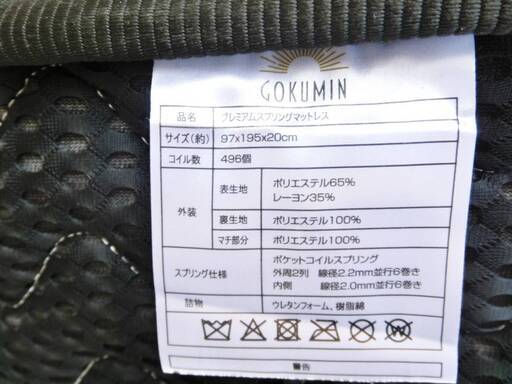 GOKUMIN
品名 プレミアムスプリングマットレス
サイズ(約) 97x195x20cm
コイル数 496個
外装 表生地 ポリエステル65%
レーヨン35%
裏生地 ポリエステル100%
マチ部分 ポリエステル100%
スプリング仕様 ポケットコイルスプリング
外周2列 線径2.2mm並行6巻き
内側 線径2.0mm並行6巻き
詰物 ウレタンフォーム、樹脂綿
警告